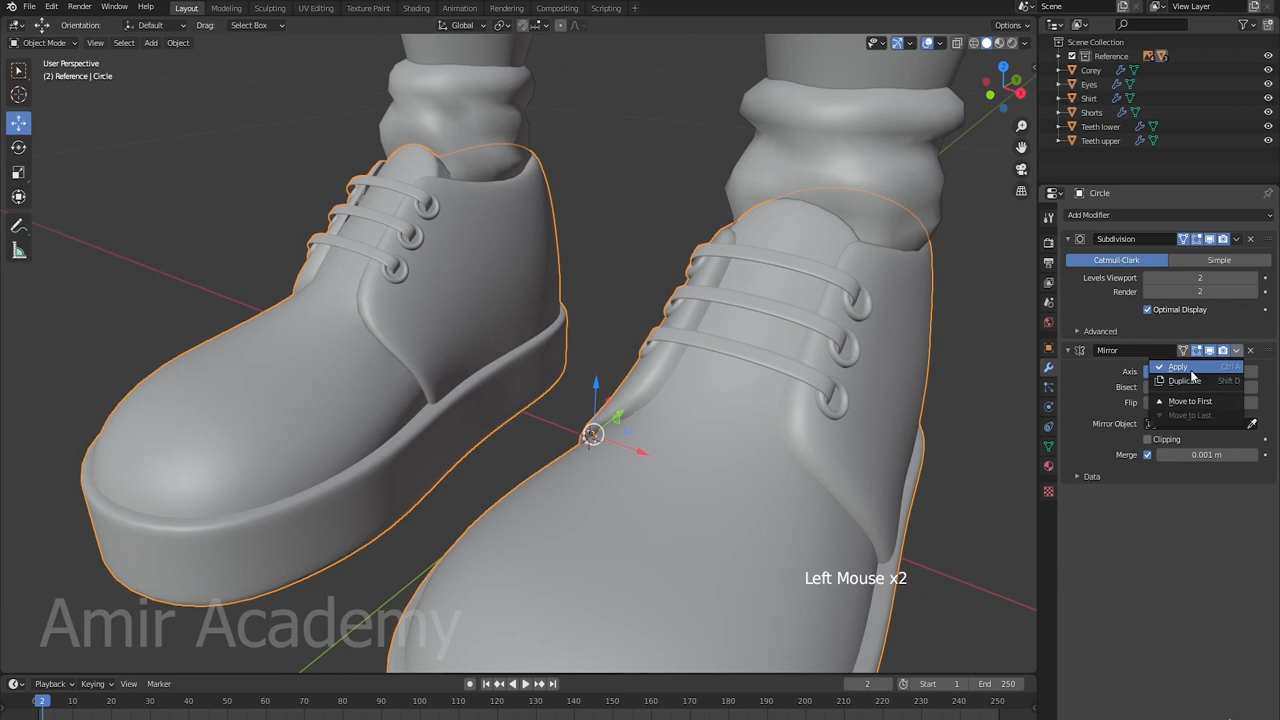 File Edit Render Window Help Layout Modeling Sculpting UV Editing Texture Paint Shading Animation Rendering Compositing Scripting Scene View Layer
Orientation: Default Drag: Select Box Global Options
Object Mode View Select Add Object
User Perspective
(2) Reference | Circle
Scene Collection
Reference
Corey
Eyes
Shirt
Shorts
Teeth lower
Teeth upper
Circle
Add Modifier
Subdivision
Catmull-Clark Simple
Levels Viewport 2
Render 2
Optimal Display
Advanced
Mirror
Axis
Apply Ctrl A
Bisect
Duplicate Shift D
Flip
Move to First
Move to Last
Mirror Object
Clipping
Merge 0.001 m
Data
Left Mouse x2
Amir Academy
Playback Keying View Marker 2 Start 1 End 250
2 10 20 30 40 50 60 70 80 90 100 110 120 130 140 150 160 170 180 190 200 210 220 230 240 250